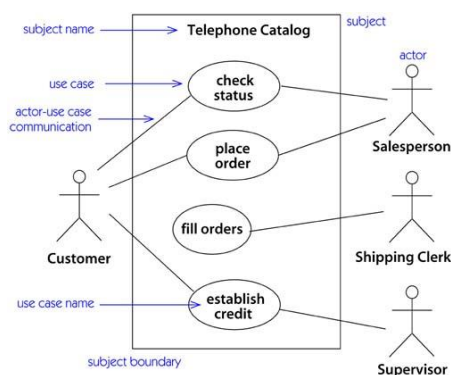 subject name
Telephone Catalog
subject
use case
check
status
actor
actor-use case
communication
place
order
Salesperson
fill orders
Customer
Shipping Clerk
use case name
establish
credit
subject boundary
Supervisor